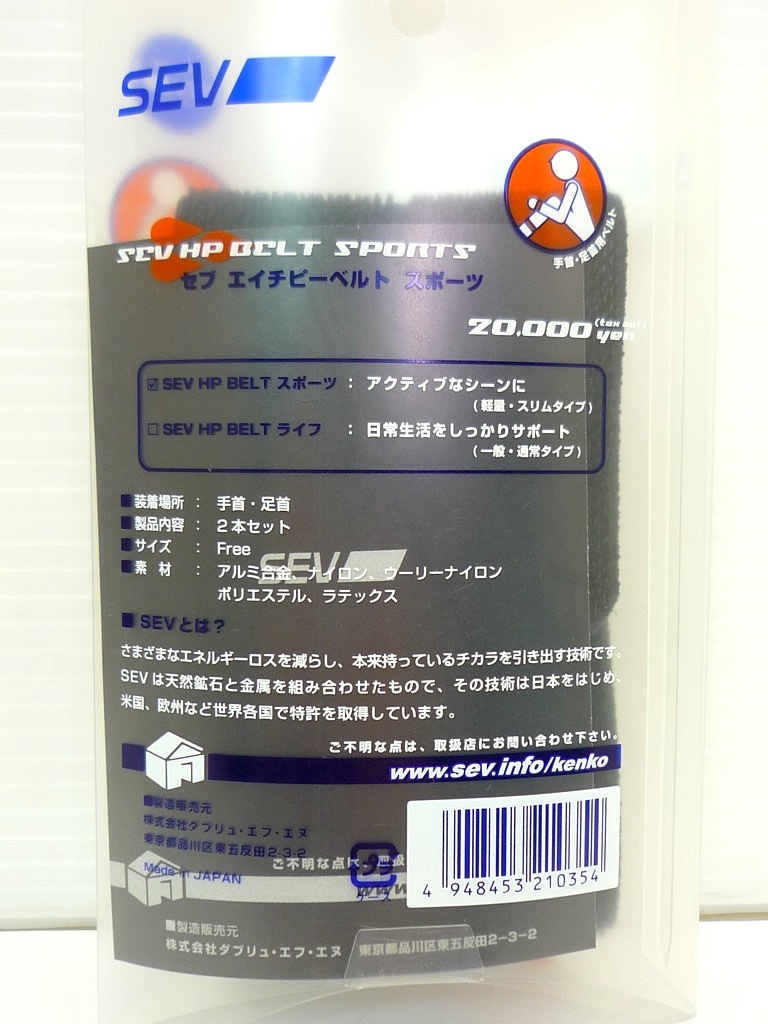 SEV
手首・足首用ベルト
SEV HP BELT SPORTS
セブ エイチピーベルト スポーツ
20,000 yen (tax out)
☑ SEV HP BELT スポーツ : アクティブなシーンに
(軽量・スリムタイプ)
□ SEV HP BELT ライフ : 日常生活をしっかりサポート
(一般・通常タイプ)
■装着場所 : 手首・足首
■製品内容 : 2本セット
■サイズ : Free
■素 材 : アルミ合金、ナイロン、ウーリーナイロン
ポリエステル、ラテックス
SEV
■ SEVとは?
さまざまなエネルギーロスを減らし、本来持っているチカラを引き出す技術です。
SEVは天然鉱石と金属を組み合わせたもので、その技術は日本をはじめ、
米国、欧州など世界各国で特許を取得しています。
ご不明な点は、取扱店にお問い合わせ下さい。
www.sev.info/kenko
■製造販売元
株式会社ダブリュ・エフ・エヌ
東京都品川区東五反田2-3-2
Made in JAPAN
ご不明な点は、取扱
www
プラ
ケース
4 948453 210354
■製造販売元
株式会社ダブリュ・エフ・エヌ 東京都品川区東五反田2-3-2